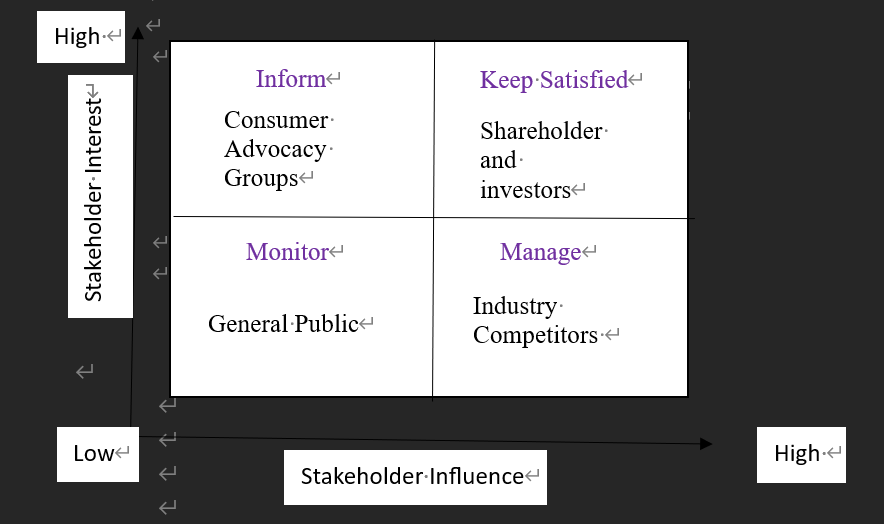 High
Stakeholder Interest
Inform
Consumer
Advocacy
Groups
Keep Satisfied
Shareholder
and
investors
Monitor
General Public
Manage
Industry
Competitors
Low
Stakeholder Influence
High